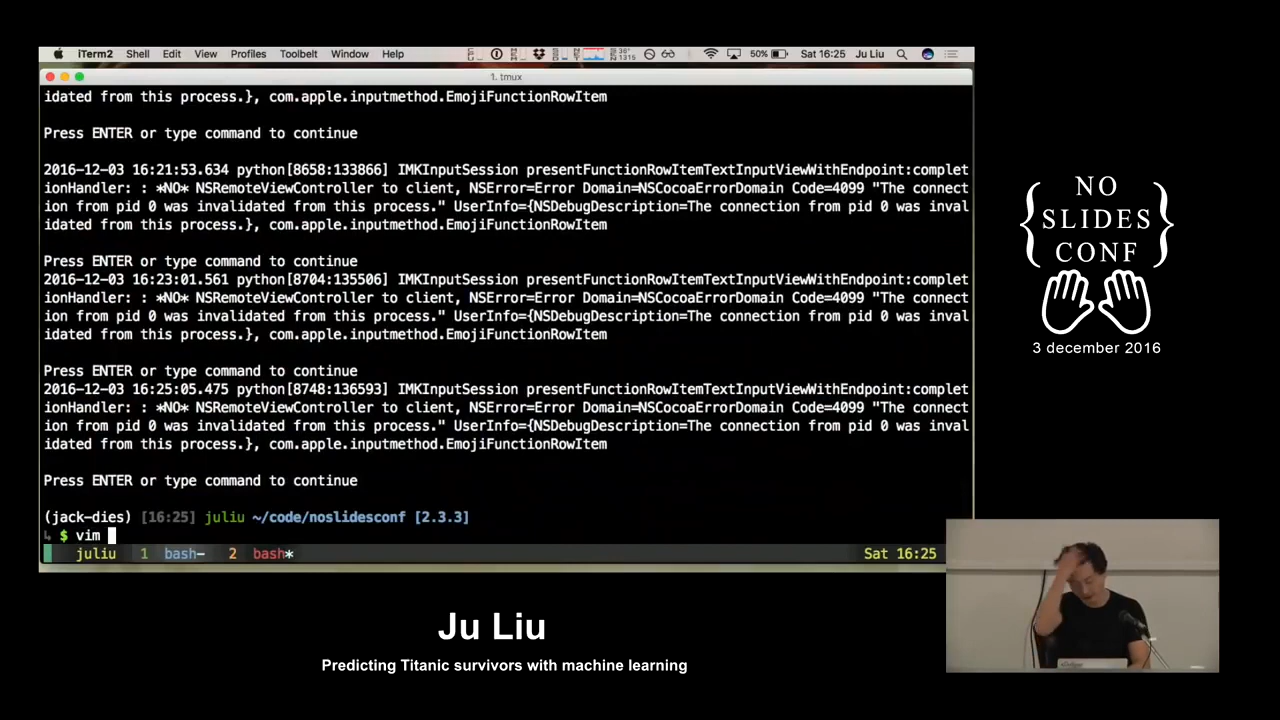 iTerm2 Shell Edit View Profiles Toolbelt Window Help 50% Sat 16:25 Ju Liu
1. tmux
idated from this process.}, com.apple.inputmethod.EmojiFunctionRowItem
Press ENTER or type command to continue
2016-12-03 16:21:53.634 python[8658:133866] IMKInputSession presentFunctionRowItemTextInputViewWithEndpoint:complet
ionHandler: : *NO* NSRemoteViewController to client, NSError=Error Domain=NSCocoaErrorDomain Code=4099 "The connect
ion from pid 0 was invalidated from this process." UserInfo={NSDebugDescription=The connection from pid 0 was inval
idated from this process.}, com.apple.inputmethod.EmojiFunctionRowItem
Press ENTER or type command to continue
2016-12-03 16:23:01.561 python[8704:135506] IMKInputSession presentFunctionRowItemTextInputViewWithEndpoint:complet
ionHandler: : *NO* NSRemoteViewController to client, NSError=Error Domain=NSCocoaErrorDomain Code=4099 "The connect
ion from pid 0 was invalidated from this process." UserInfo={NSDebugDescription=The connection from pid 0 was inval
idated from this process.}, com.apple.inputmethod.EmojiFunctionRowItem
Press ENTER or type command to continue
2016-12-03 16:25:05.475 python[8748:136593] IMKInputSession presentFunctionRowItemTextInputViewWithEndpoint:complet
ionHandler: : *NO* NSRemoteViewController to client, NSError=Error Domain=NSCocoaErrorDomain Code=4099 "The connect
ion from pid 0 was invalidated from this process." UserInfo={NSDebugDescription=The connection from pid 0 was inval
idated from this process.}, com.apple.inputmethod.EmojiFunctionRowItem
Press ENTER or type command to continue
(jack-dies) [16:25] juliu ~/code/noslidesconf [2.3.3]
↳ $ vim
juliu 1 bash- 2 bash* Sat 16:25
NO
SLIDES
CONF
3 december 2016
Ju Liu
Predicting Titanic survivors with machine learning